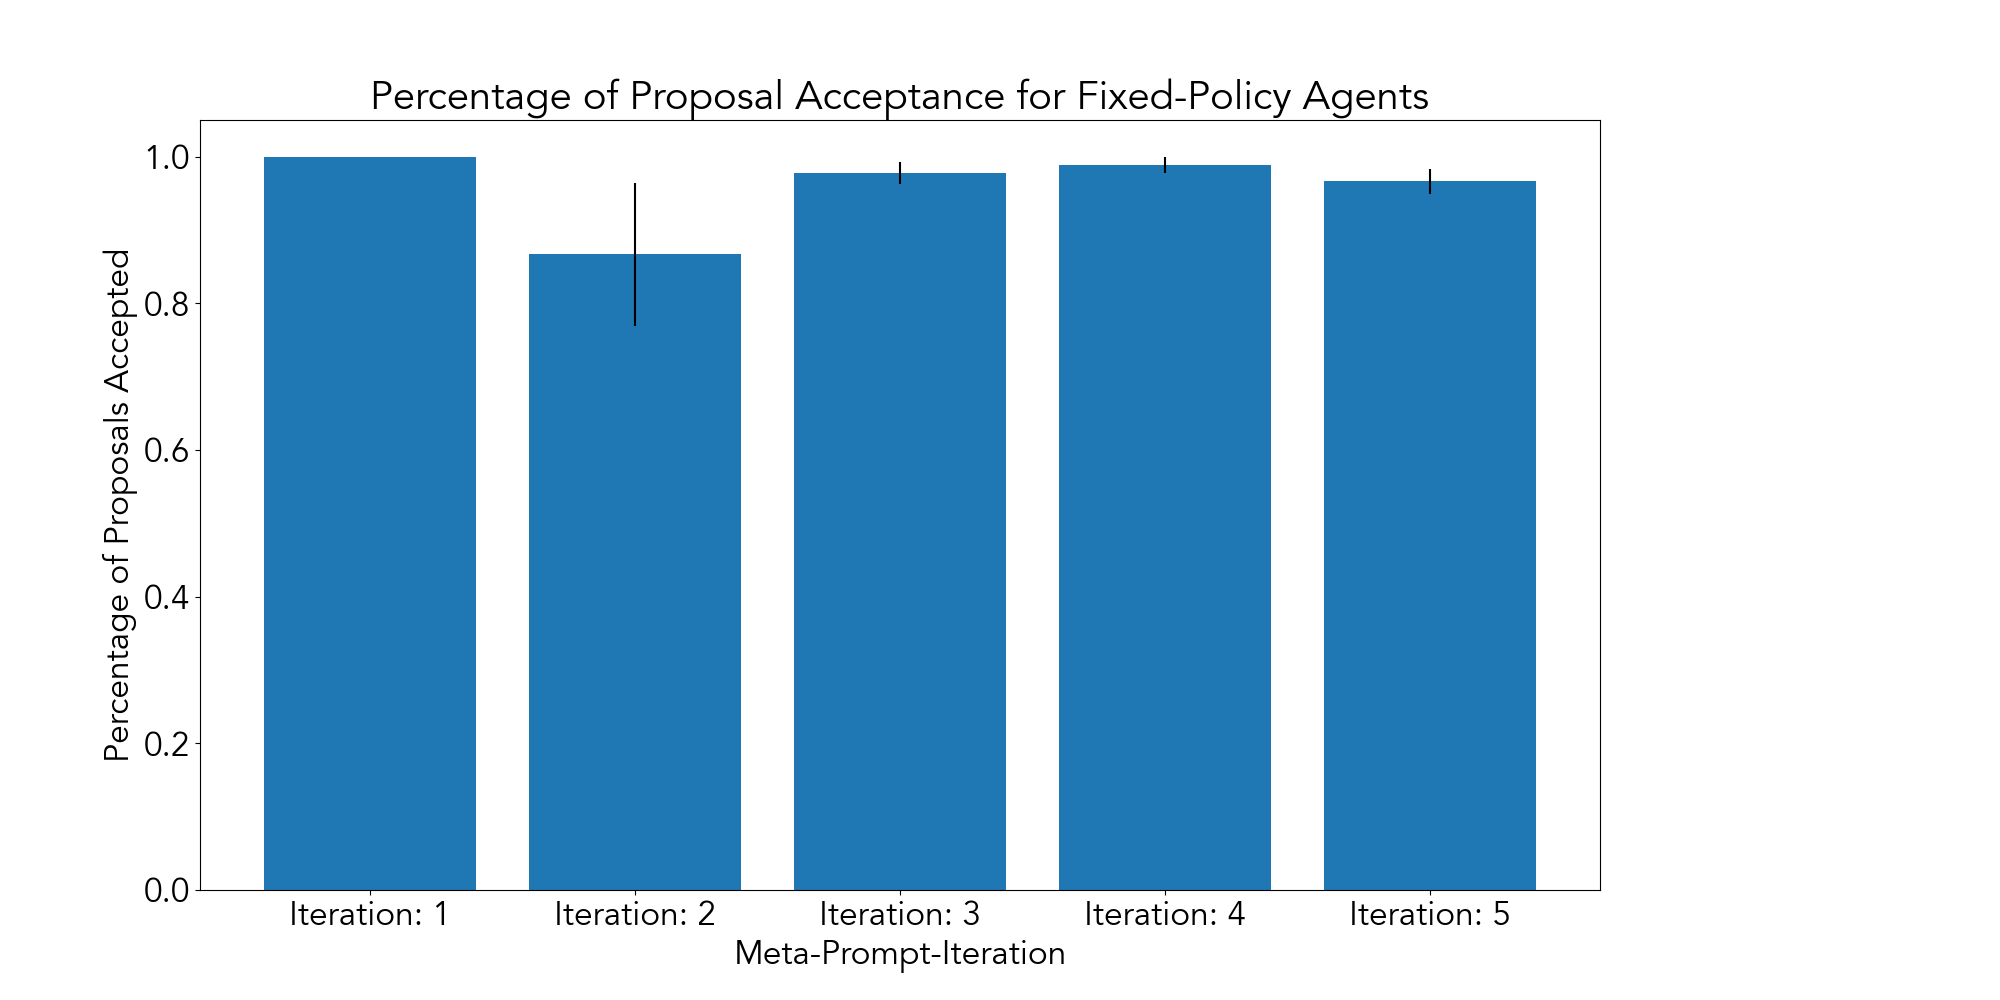 Percentage of Proposal Acceptance for Fixed-Policy Agents
Percentage of Proposals Accepted
1.0
0.8
0.6
0.4
0.2
0.0
Iteration: 1
Iteration: 2
Iteration: 3
Iteration: 4
Iteration: 5
Meta-Prompt-Iteration